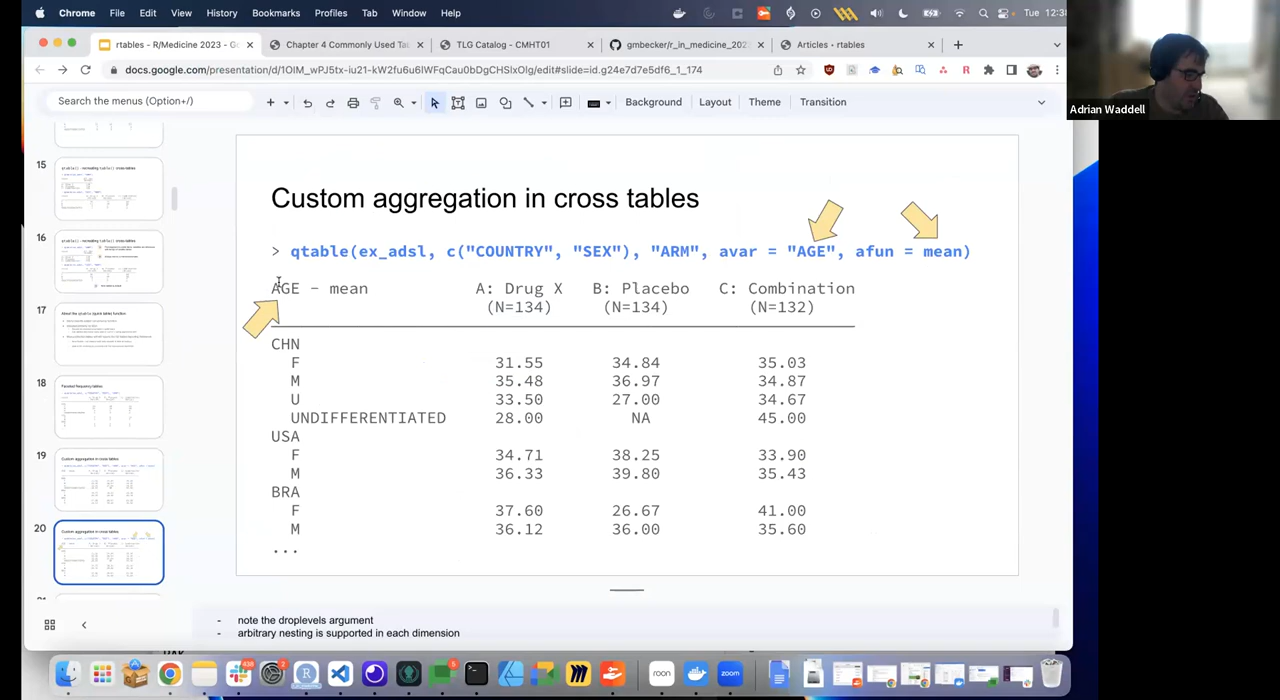 Chrome File Edit View History Bookmarks Profiles Tab Window Help
Tue 12:38
rtables - R/Medicine 2023 - G
Chapter 4 Commonly Used Ta
TLG Catalog - CMHT01
gmbecker/r_in_medicine_202
Articles • rtables
docs.google.com/presentation/d/1OIM_wPJ5tx-iu21-kW2fu6u6lWFqCau0bDgCHSlxOlg/edit#slide=id.g24e7d7e5df6_1_174
Adrian Waddell
Search the menus (Option+/)
Background Layout Theme Transition
15
16
17
18
19
20
Custom aggregation in cross tables
> qtable(ex_adsl, c("COUNTRY", "SEX"), "ARM", avar = "AGE", afun = mean)
AGE - mean A: Drug X B: Placebo C: Combination
(N=134) (N=134) (N=132)
CHN
F 31.55 34.84 35.03
M 35.48 36.97 34.87
U 33.50 27.00 34.67
UNDIFFERENTIATED 28.00 NA 45.00
USA
F 34.71 38.25 33.90
M 36.33 39.80 35.43
BRA
F 37.60 26.67 41.00
M 36.12 36.00 35.60
...
- note the droplevels argument
- arbitrary nesting is supported in each dimension
roon
zoom